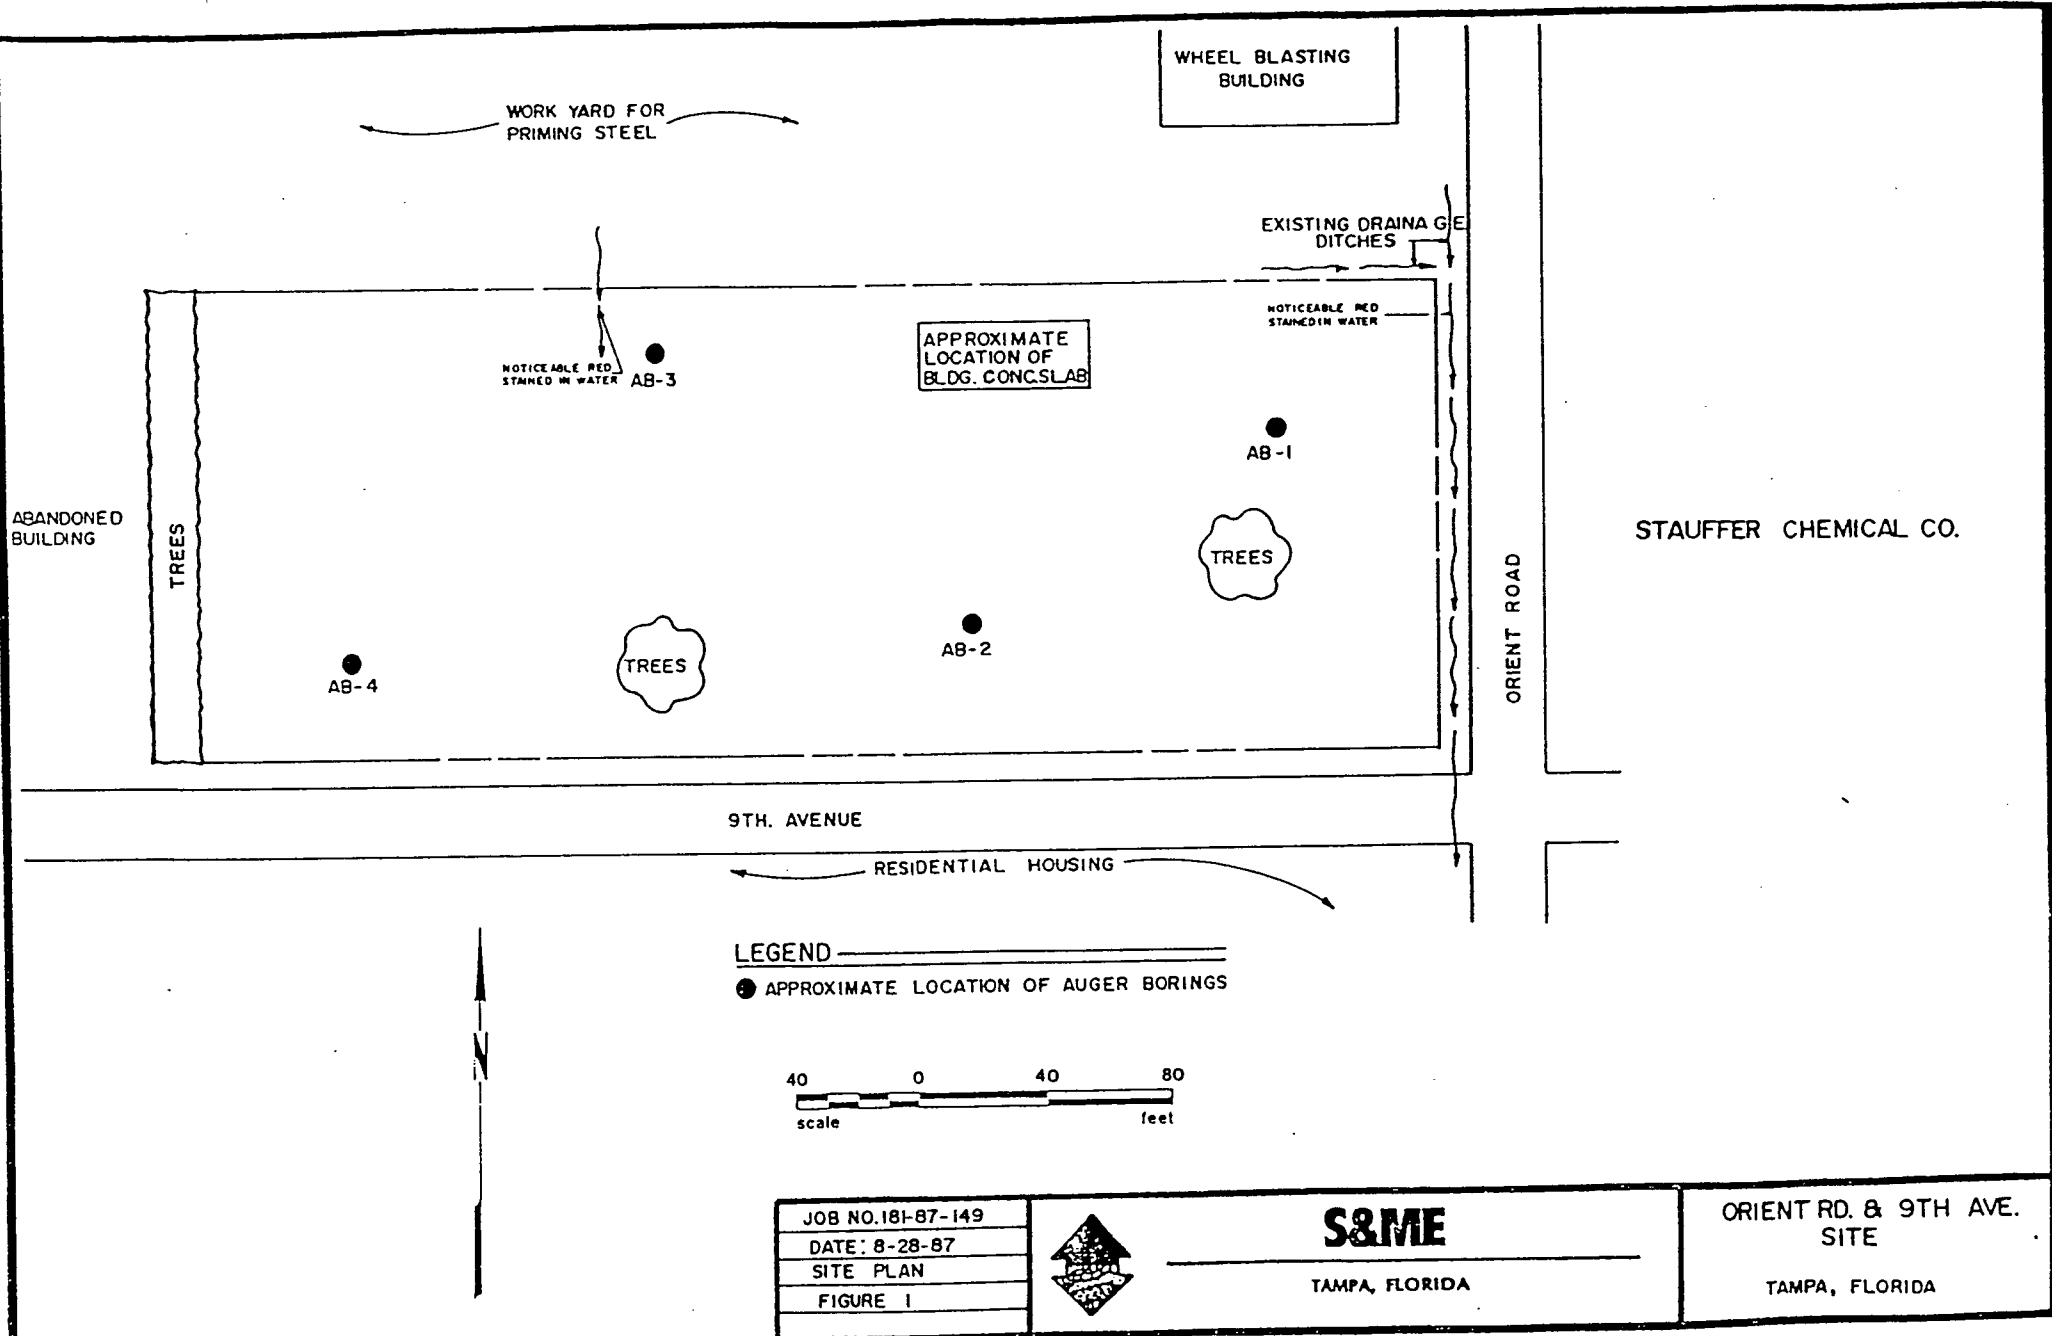 WHEEL BLASTING
BUILDING
WORK YARD FOR
PRIMING STEEL
EXISTING DRAINAGE
DITCHES
NOTICEABLE RED
STAINED IN WATER
APPROXIMATE
LOCATION OF
BLDG. CONC.SLAB
NOTICEABLE RED
STAINED IN WATER
AB-3
AB-1
ABANDONED
BUILDING
TREES
TREES
STAUFFER CHEMICAL CO.
ORIENT ROAD
AB-2
TREES
AB-4
9TH. AVENUE
RESIDENTIAL HOUSING
LEGEND
APPROXIMATE LOCATION OF AUGER BORINGS
N
40 0 40 80
scale feet
JOB NO.181-87-149
DATE: 8-28-87
SITE PLAN
FIGURE 1
S&ME
TAMPA, FLORIDA
ORIENT RD. & 9TH AVE.
SITE
TAMPA, FLORIDA